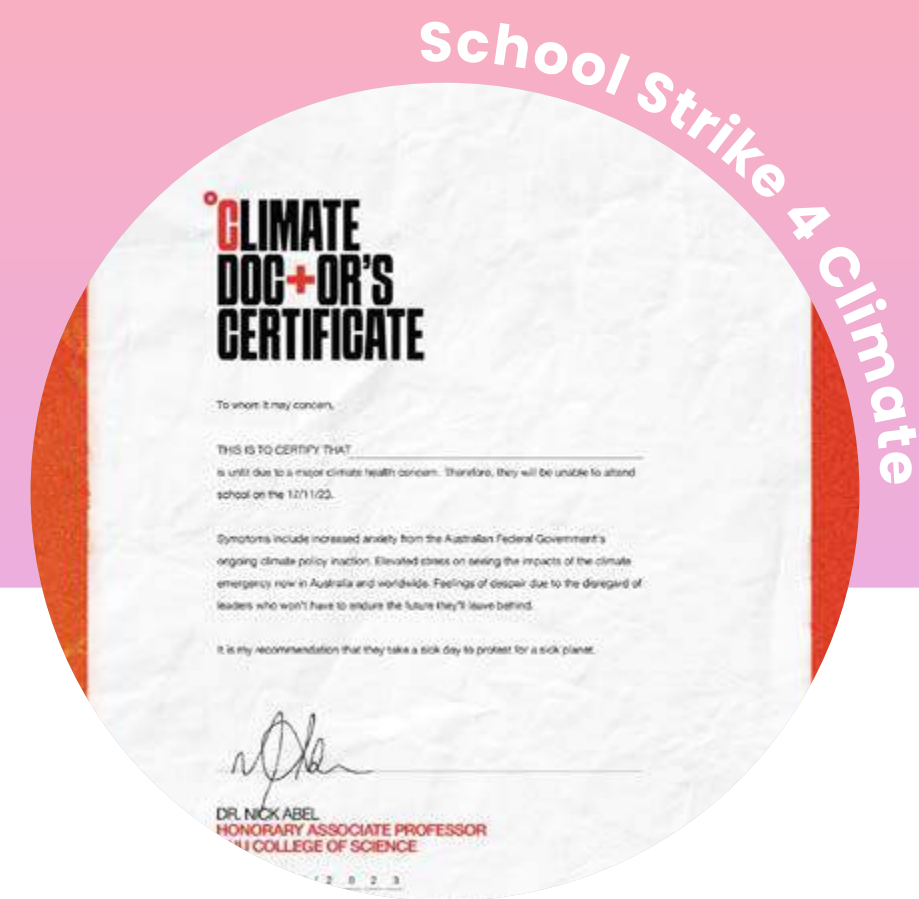 School Strike 4 Climate
CLIMATE
DOC+OR'S
CERTIFICATE
To whom it may concern,
THIS IS TO CERTIFY THAT
is unfit due to a major climate health concern. Therefore, they will be unable to attend
school on the 17/11/23.
Symptoms include increased anxiety from the Australian Federal Government's
ongoing climate policy inaction. Elevated stress on seeing the impacts of the climate
emergency now in Australia and worldwide. Feelings of despair due to the disregard of
leaders who won't have to endure the future they'll leave behind.
It is my recommendation that they take a sick day to protest for a sick planet.
DR. NICK ABEL
HONORARY ASSOCIATE PROFESSOR
COLLEGE OF SCIENCE
/ 2 0 2 3